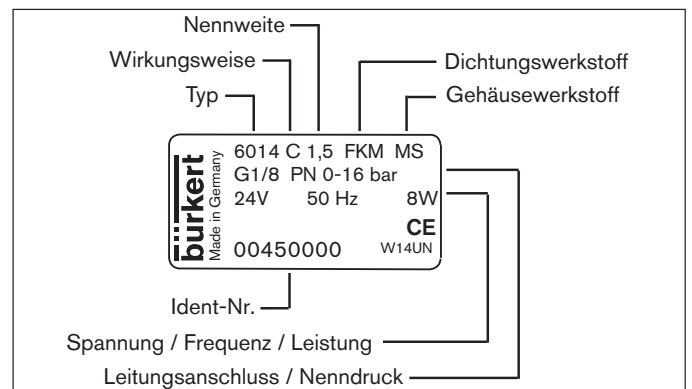 Nennweite
Wirkungsweise
Dichtungswerkstoff
Typ
Gehäusewerkstoff
bürkert
Made in Germany
6014 C 1,5 FKM MS
G1/8 PN 0-16 bar
24V 50 Hz 8W
CE
00450000 W14UN
Ident-Nr.
Spannung / Frequenz / Leistung
Leitungsanschluss / Nenndruck